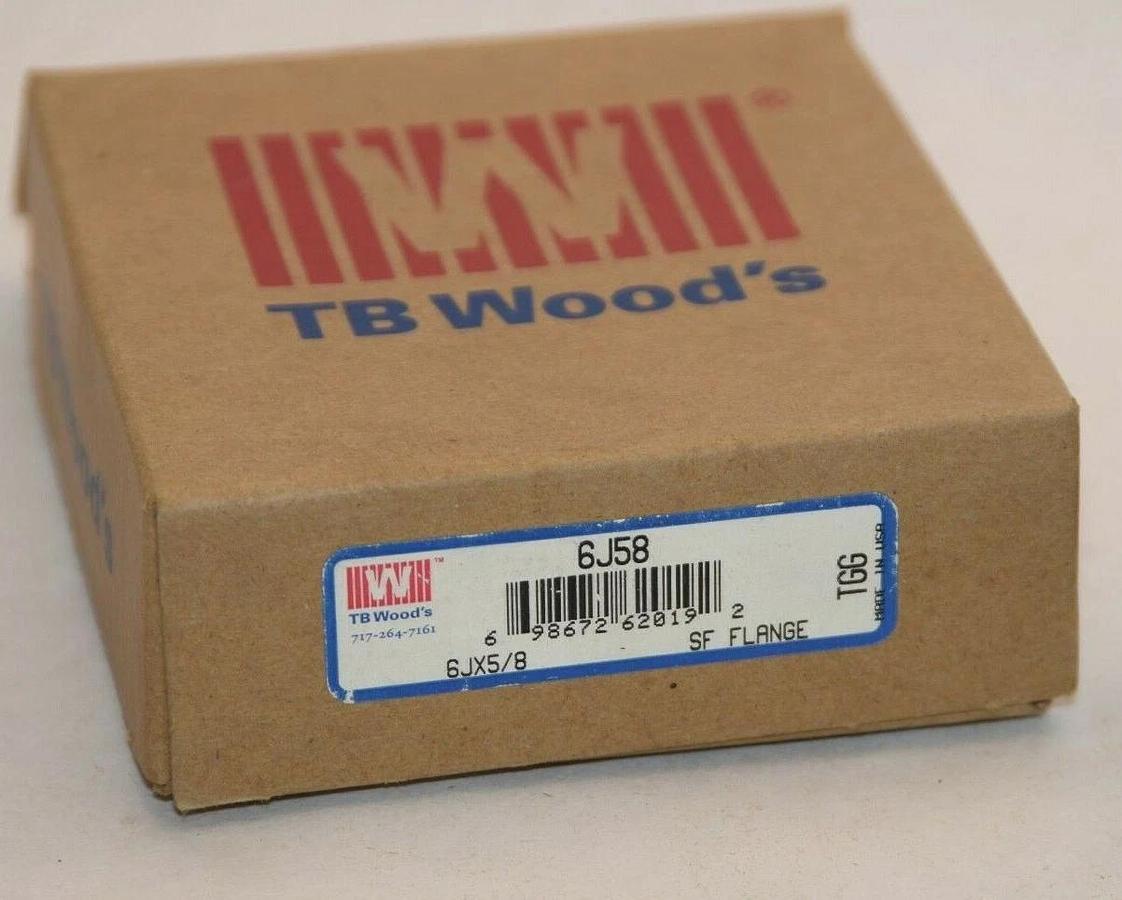 ®
TB Wood's
W
™
TB Wood's
717-264-7161
6J58
6 98672 62019 2
6JX5/8
SF FLANGE
TGG
MADE IN USA